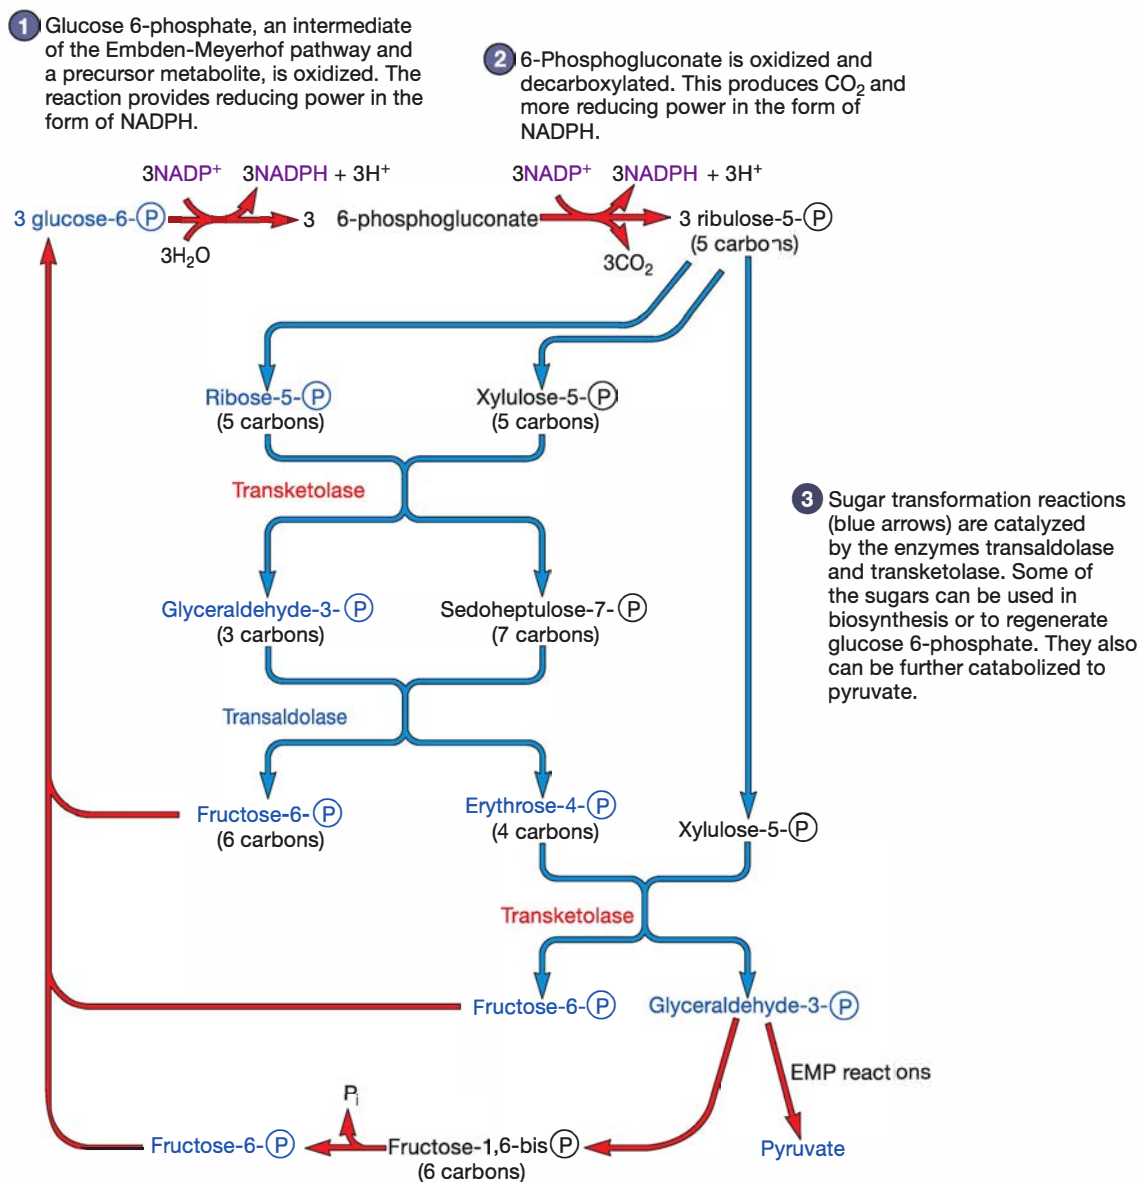 1 Glucose 6-phosphate, an intermediate
of the Embden-Meyerhof pathway and
a precursor metabolite, is oxidized. The
reaction provides reducing power in the
form of NADPH.
2 6-Phosphogluconate is oxidized and
decarboxylated. This produces CO₂ and
more reducing power in the form of
NADPH.
3NADP⁺ 3NADPH + 3H⁺
3NADP⁺ 3NADPH + 3H⁺
3 glucose-6-P 3 6-phosphogluconate 3 ribulose-5-P
(5 carbons)
3H₂O
3CO₂
Ribose-5-P
(5 carbons)
Xylulose-5-P
(5 carbons)
Transketolase
3 Sugar transformation reactions
(blue arrows) are catalyzed
by the enzymes transaldolase
and transketolase. Some of
the sugars can be used in
biosynthesis or to regenerate
glucose 6-phosphate. They also
can be further catabolized to
pyruvate.
Glyceraldehyde-3-P
(3 carbons)
Sedoheptulose-7-P
(7 carbons)
Transaldolase
Fructose-6-P
(6 carbons)
Erythrose-4-P
(4 carbons)
Xylulose-5-P
Transketolase
Fructose-6-P
Glyceraldehyde-3-P
EMP reactions
Pᵢ
Fructose-6-P
Fructose-1,6-bisP
(6 carbons)
Pyruvate